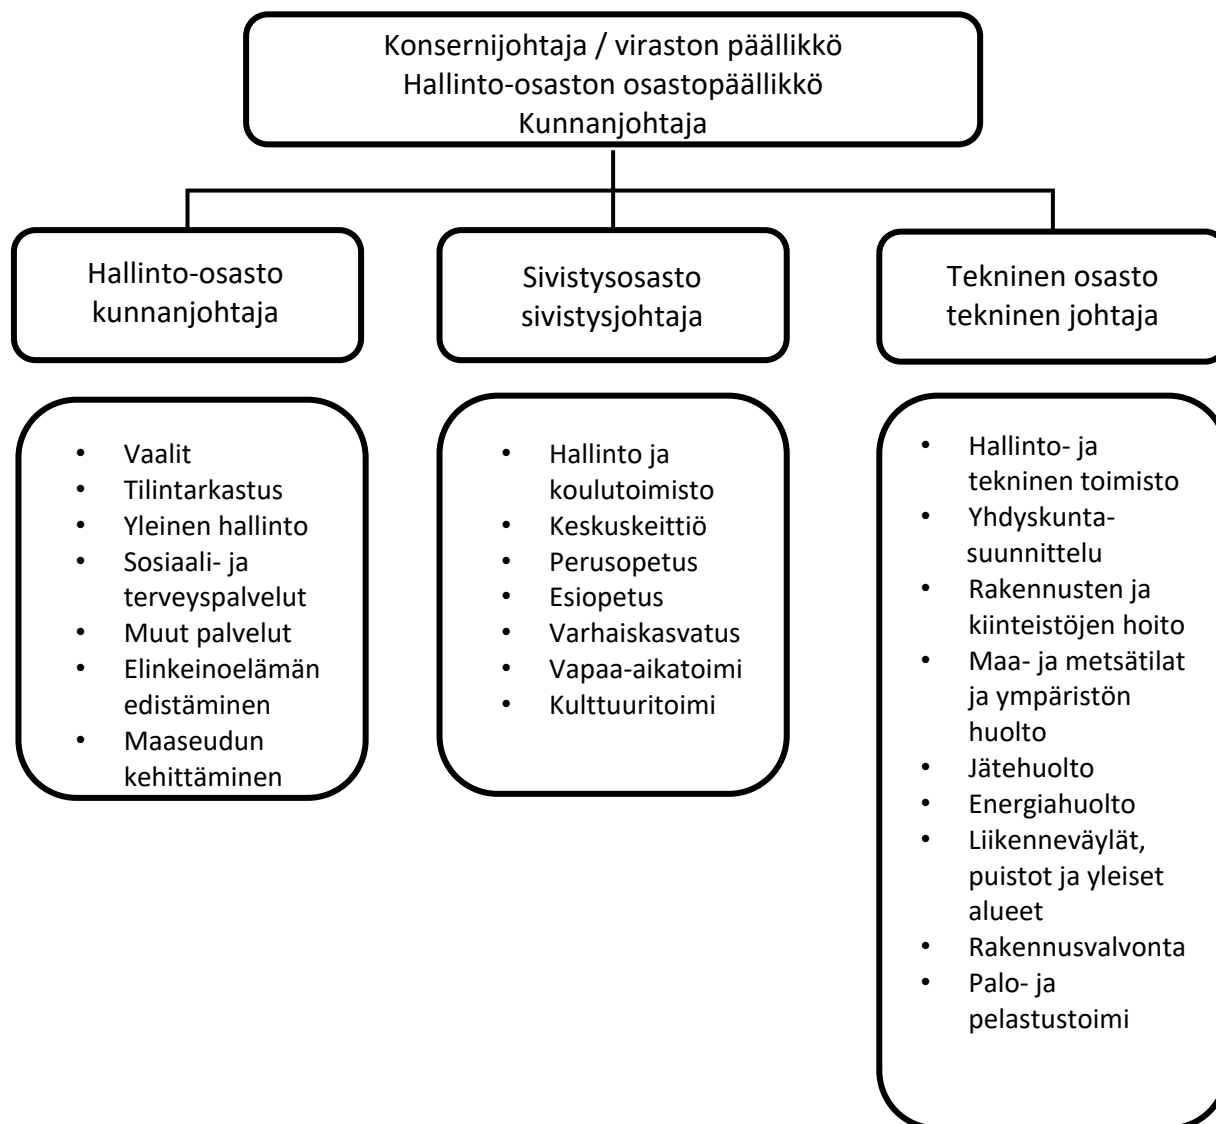 Konsernijohtaja / viraston päällikkö
Hallinto-osaston osastopäällikkö
Kunnanjohtaja
Hallinto-osasto
kunnanjohtaja
Sivistysosasto
sivistysjohtaja
Tekninen osasto
tekninen johtaja
• Vaalit
• Tilintarkastus
• Yleinen hallinto
• Sosiaali- ja
terveyspalvelut
• Muut palvelut
• Elinkeinoelämän
edistäminen
• Maaseudun
kehittäminen
• Hallinto ja
koulutoimisto
• Keskuskeittiö
• Perusopetus
• Esiopetus
• Varhaiskasvatus
• Vapaa-aikatoimi
• Kulttuuritoimi
• Hallinto- ja
tekninen toimisto
• Yhdyskunta-
suunnittelu
• Rakennusten ja
kiinteistöjen hoito
• Maa- ja metsätilat
ja ympäristön
huolto
• Jätehuolto
• Energiahuolto
• Liikenneväylät,
puistot ja yleiset
alueet
• Rakennusvalvonta
• Palo- ja
pelastustoimi